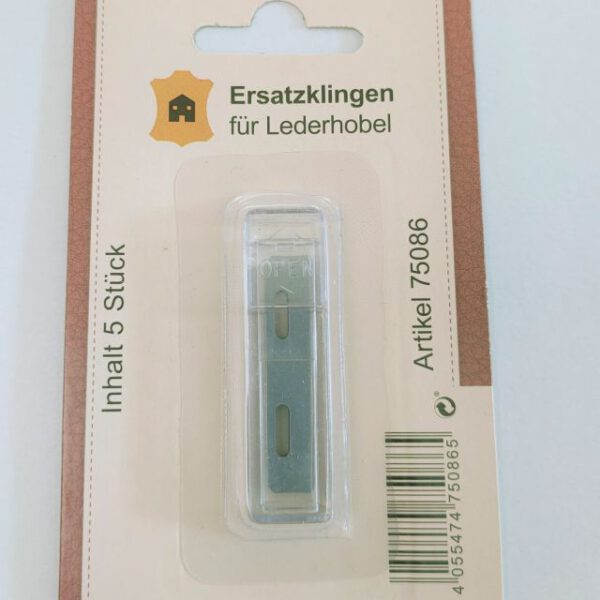 Ersatzklingen
für Lederhobel
Inhalt 5 Stück
OPEN
Artikel 75086
4 055474 750865